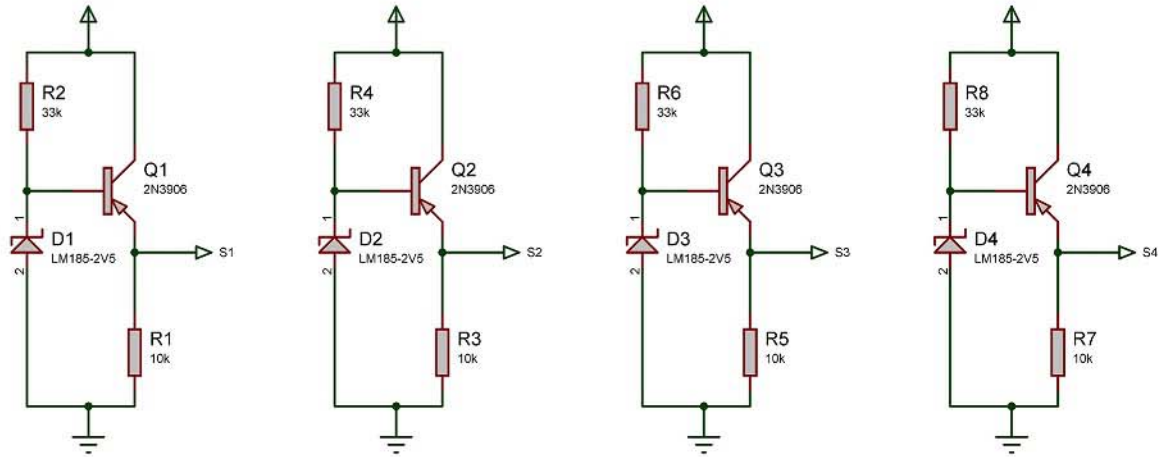 R2
33k
Q1
2N3906
1
D1
LM185-2V5
2
S1
R1
10k
R4
33k
Q2
2N3906
1
D2
LM185-2V5
2
S2
R3
10k
R6
33k
Q3
2N3906
1
D3
LM185-2V5
2
S3
R5
10k
R8
33k
Q4
2N3906
1
D4
LM185-2V5
2
S4
R7
10k